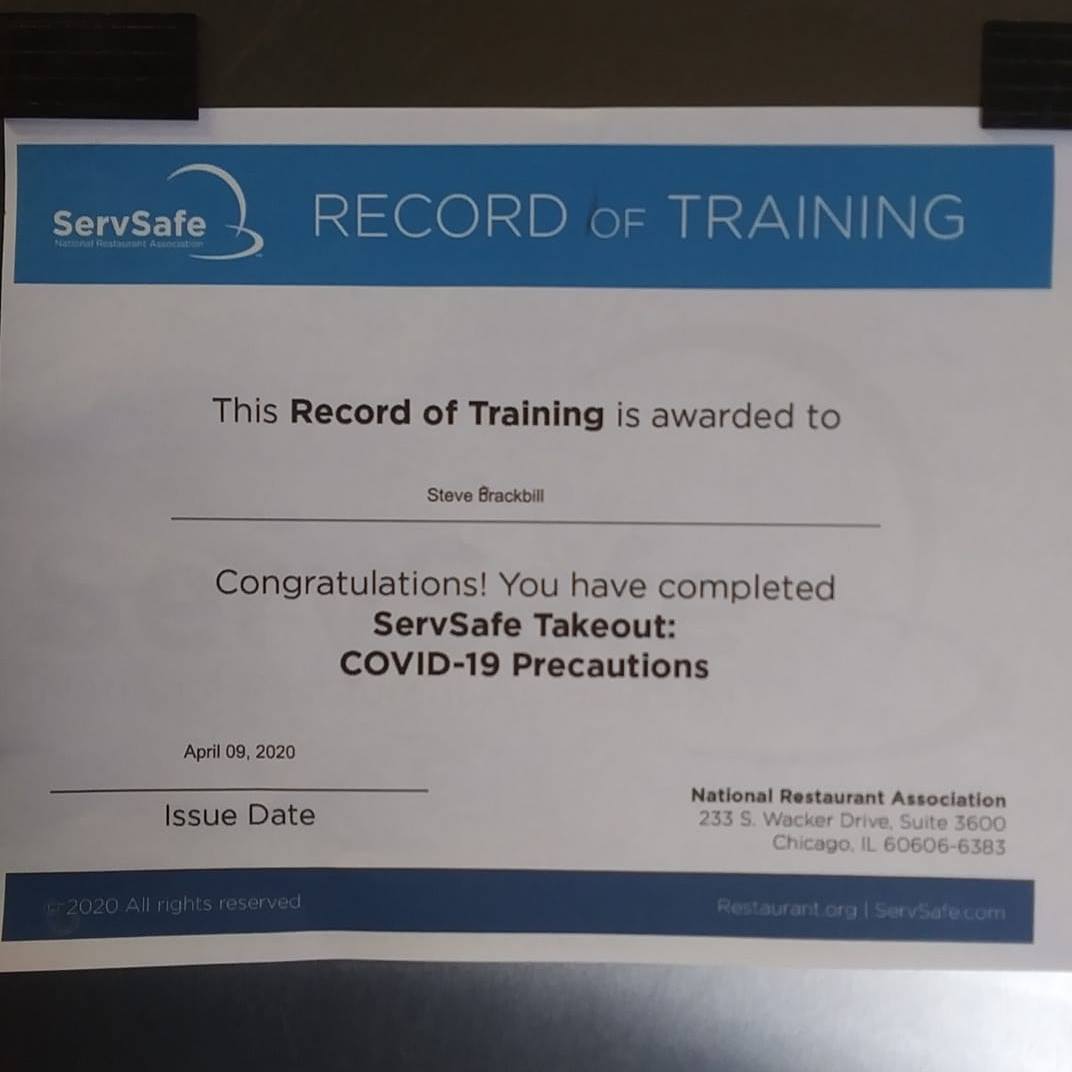 ServSafe
National Restaurant Association
RECORD OF TRAINING
This Record of Training is awarded to
Steve Brackbill
Congratulations! You have completed
ServSafe Takeout:
COVID-19 Precautions
April 09, 2020
Issue Date
National Restaurant Association
233 S. Wacker Drive, Suite 3600
Chicago, IL 60606-6383
© 2020 All rights reserved
Restaurant.org | ServSafe.com